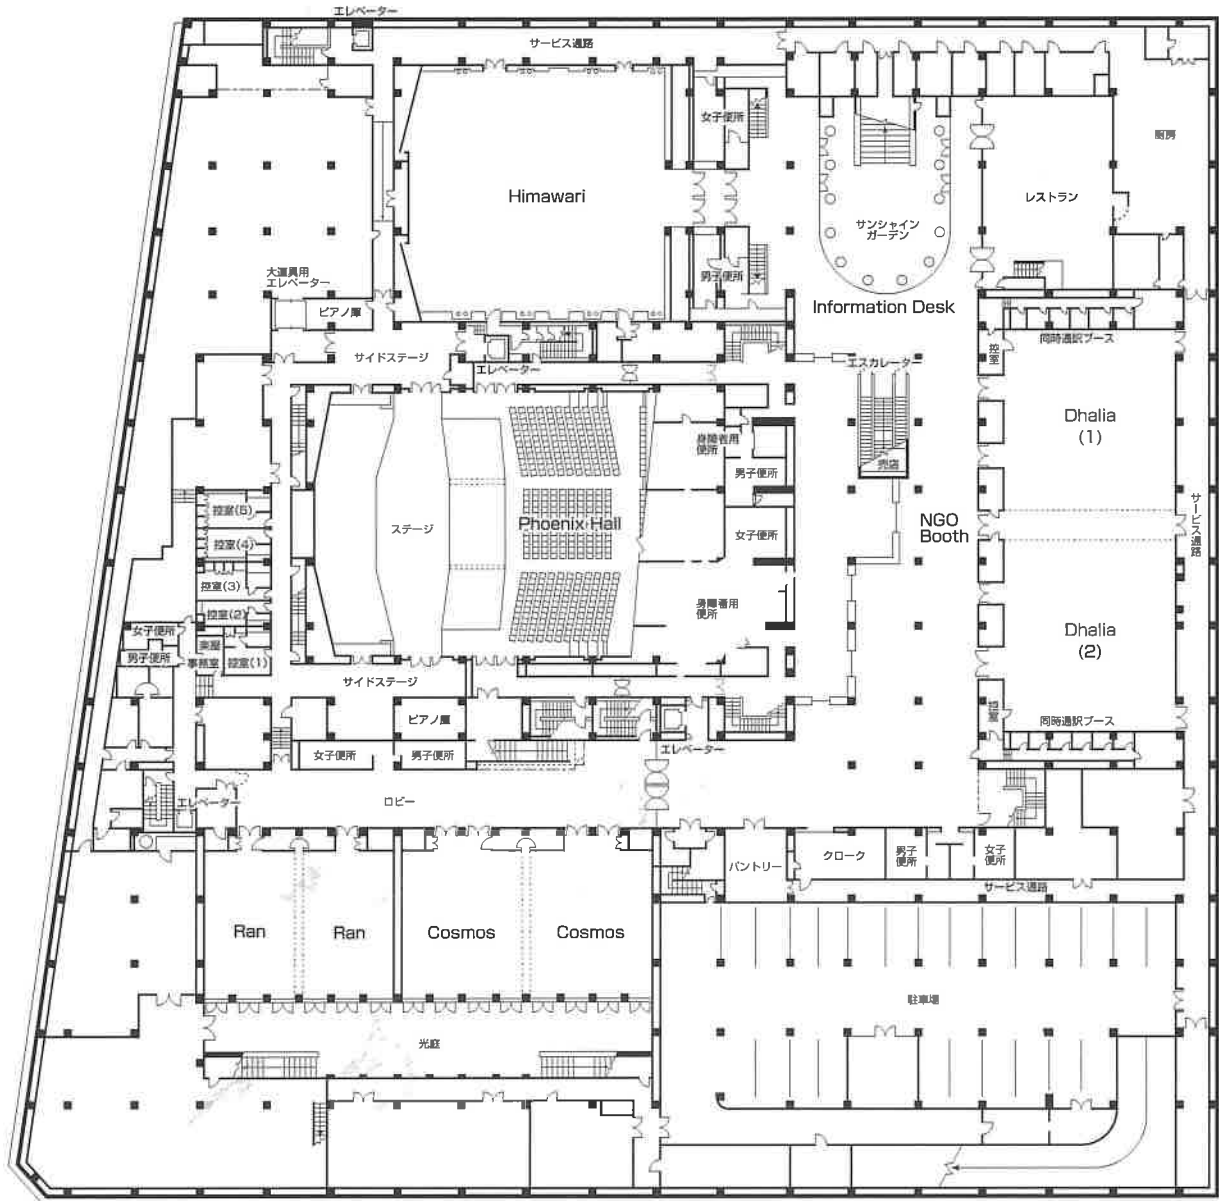 エレベーター
サービス通路
女子便所
厨房
Himawari
レストラン
サンシャイン
ガーデン
大道具用
エレベーター
男子便所
ピアノ庫
Information Desk
サイドステージ
エレベーター
同時通訳ブース
控室
エスカレーター
Dhalia
(1)
身障者用
便所
男子便所
売店
控室(5)
ステージ
Phoenix Hall
NGO
Booth
サービス通路
控室(4)
女子便所
控室(3)
控室(2)
身障者用
便所
女子便所
男子便所
楽屋
事務室
控室(1)
Dhalia
(2)
サイドステージ
控室
ピアノ庫
同時通訳ブース
女子便所
男子便所
エレベーター
エレベーター
ロビー
パントリー
クローク
男子
便所
女子
便所
サービス通路
Ran
Ran
Cosmos
Cosmos
駐車場
光庭